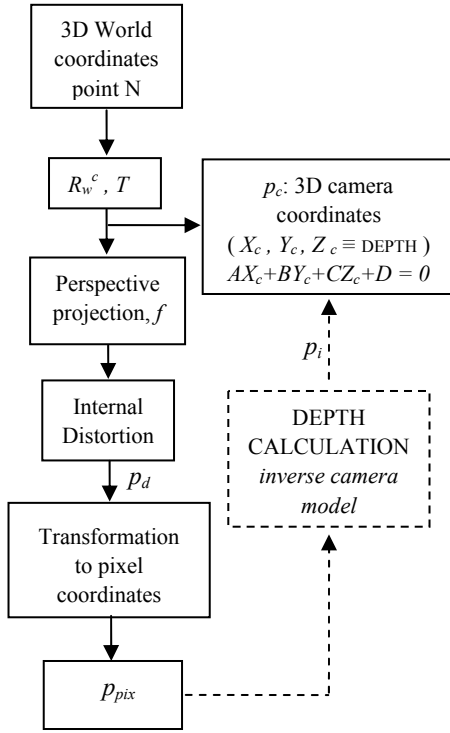 3D World
coordinates
point N
R_w^c , T
p_c: 3D camera
coordinates
( X_c , Y_c , Z_c ≡ DEPTH )
AX_c+BY_c+CZ_c+D = 0
Perspective
projection, f
p_i
Internal
Distortion
DEPTH
CALCULATION
inverse camera
model
p_d
Transformation
to pixel
coordinates
p_pix